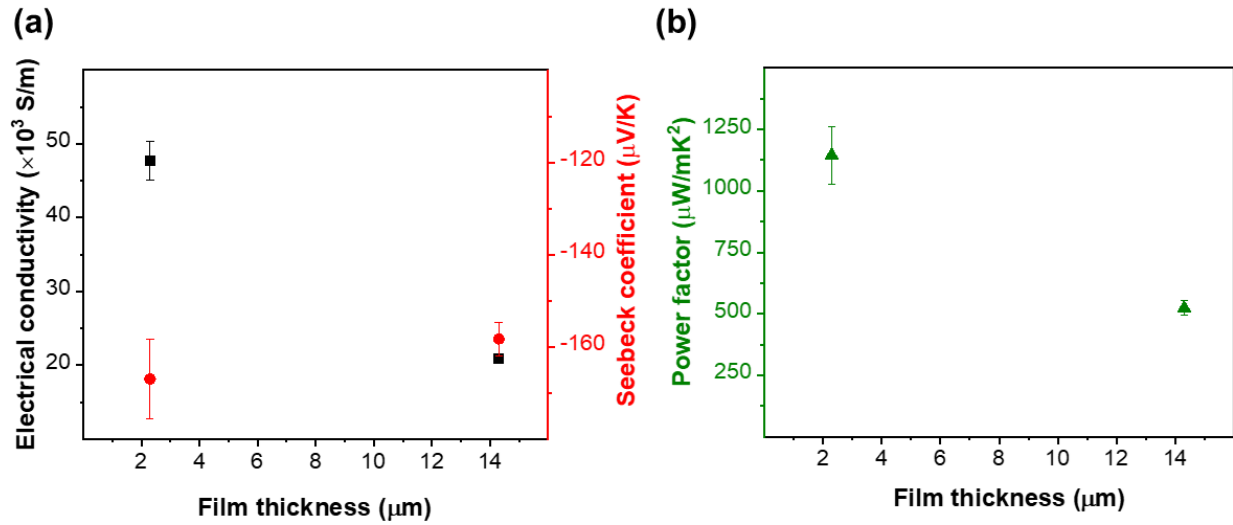 (a)
Electrical conductivity (×10³ S/m)
50
40
30
20
2 4 6 8 10 12 14
Film thickness (μm)
-120
-140
-160
Seebeck coefficient (μV/K)
(b)
Power factor (μW/mK²)
1250
1000
750
500
250
2 4 6 8 10 12 14
Film thickness (μm)